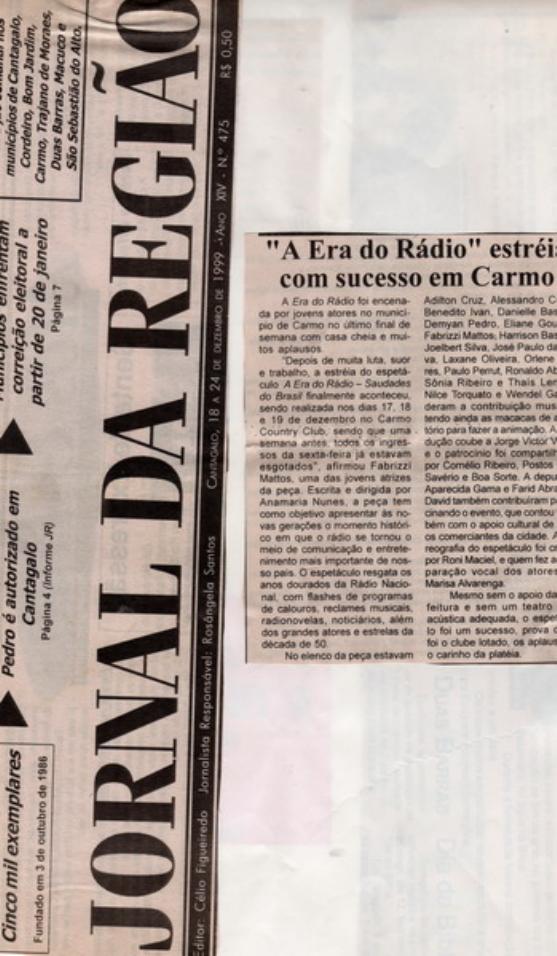 municípios de Cantagalo,
Cordeiro, Bom Jardim,
Carmo, Trajano de Moraes,
Duas Barras, Macuco e
São Sebastião do Alto.
correição eleitoral a
partir de 20 de janeiro
Página 7
Pedro é autorizado em
Cantagalo
Página 4 (Informe JR)
Cinco mil exemplares
Fundado em 3 de outubro de 1986
JORNAL DA REGIÃO
Editor: Célio Figueiredo Jornalista Responsável: Rosângela Santos CANTAGALO, 18 A 24 DE DEZEMBRO DE 1999 - ANO XIV - N.º 475 R$ 0,50
"A Era do Rádio" estréia
com sucesso em Carmo
A Era do Rádio foi encena-
da por jovens atores no municí-
pio de Carmo no último final de
semana com casa cheia e mui-
tos aplausos.
"Depois de muita luta, suor
e trabalho, a estréia do espetá-
culo A Era do Rádio – Saudades
do Brasil finalmente aconteceu,
sendo realizada nos dias 17, 18
e 19 de dezembro no Carmo
Country Club, sendo que uma
semana antes, todos os ingres-
sos da sexta-feira já estavam
esgotados", afirmou Fabrizzi
Mattos, uma das jovens atrizes
da peça. Escrita e dirigida por
Anamaria Nunes, a peça tem
como objetivo apresentar às no-
vas gerações o momento históri-
co em que o rádio se tornou o
meio de comunicação e entrete-
nimento mais importante de nos-
so país. O espetáculo resgata os
anos dourados da Rádio Nacio-
nal, com flashes de programas
de calouros, reclames musicais,
radionovelas, noticiários, além
dos grandes atores e estrelas da
década de 50.
No elenco da peça estavam
Adilton Cruz, Alessandro
Benedito Ivan, Danielle
Demyan Pedro, Eliane
Fabrizzi Mattos, Harrison
Joelbert Silva, José Paulo da
va, Laxane Oliveira, Orlene
res, Paulo Perrut, Ronaldo
Sônia Ribeiro e Thaís
Nilce Torquato e Wendel
deram a contribuição
tendo ainda as macacas de
tório para fazer a animação. A
dução coube a Jorge Victor
e o patrocínio foi
por Cornélio Ribeiro, Postos
Savério e Boa Sorte. A
Aparecida Gama e Farid
David também contribuíram
cinando o evento, que contou
bém com o apoio cultural de
os comerciantes da cidade. A
reografia do espetáculo foi
por Roni Maciel, e quem fez a
paração vocal dos atores
Marisa Alvarenga.
Mesmo sem o apoio da
feitura e sem um teatro
acústica adequada, o
lo foi um sucesso, prova
foi o clube lotado, os
o carinho da platéia.